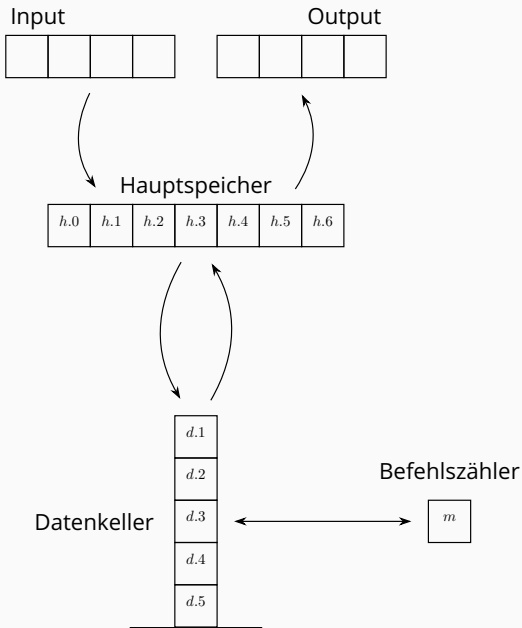 Input
Output
Hauptspeicher
h.0 h.1 h.2 h.3 h.4 h.5 h.6
d.1
d.2
Befehlszähler
Datenkeller
d.3
m
d.4
d.5